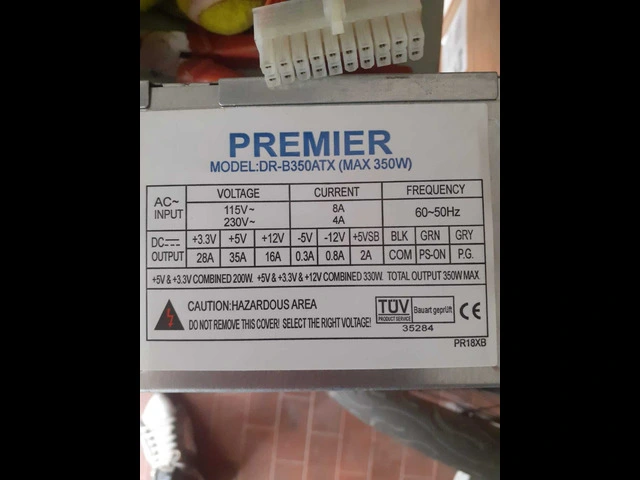 PREMIER
MODEL:DR-B350ATX (MAX 350W)
AC~ INPUT VOLTAGE CURRENT FREQUENCY
115V~ 8A
230V~ 4A 60~50Hz
DC OUTPUT +3.3V +5V +12V -5V -12V +5VSB BLK GRN GRY
28A 35A 16A 0.3A 0.8A 2A COM PS-ON P.G.
+5V & +3.3V COMBINED 200W. +5V & +3.3V & +12V COMBINED 330W. TOTAL OUTPUT 350W MAX
CAUTION:HAZARDOUS AREA
DO NOT REMOVE THIS COVER! SELECT THE RIGHT VOLTAGE!
TÜV PRODUCT SERVICE Bauart geprüft CE
35284
PR18XB